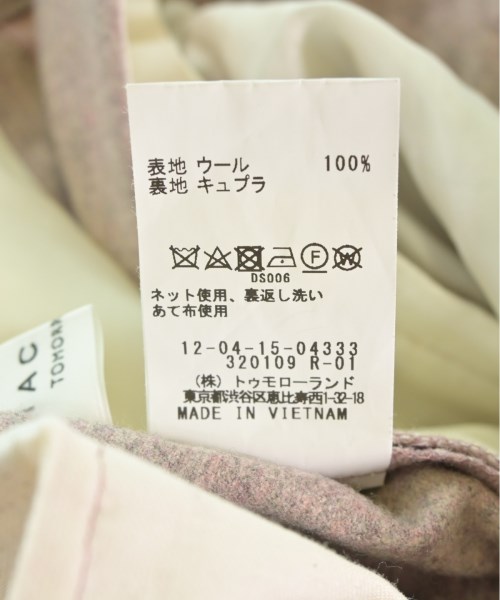 表地 ウール 100%
裏地 キュプラ
DS006
ネット使用、裏返し洗い
あて布使用
12-04-15-04333
320109 R-01
(株) トゥモローランド
東京都渋谷区恵比寿西1-32-18
MADE IN VIETNAM
AC